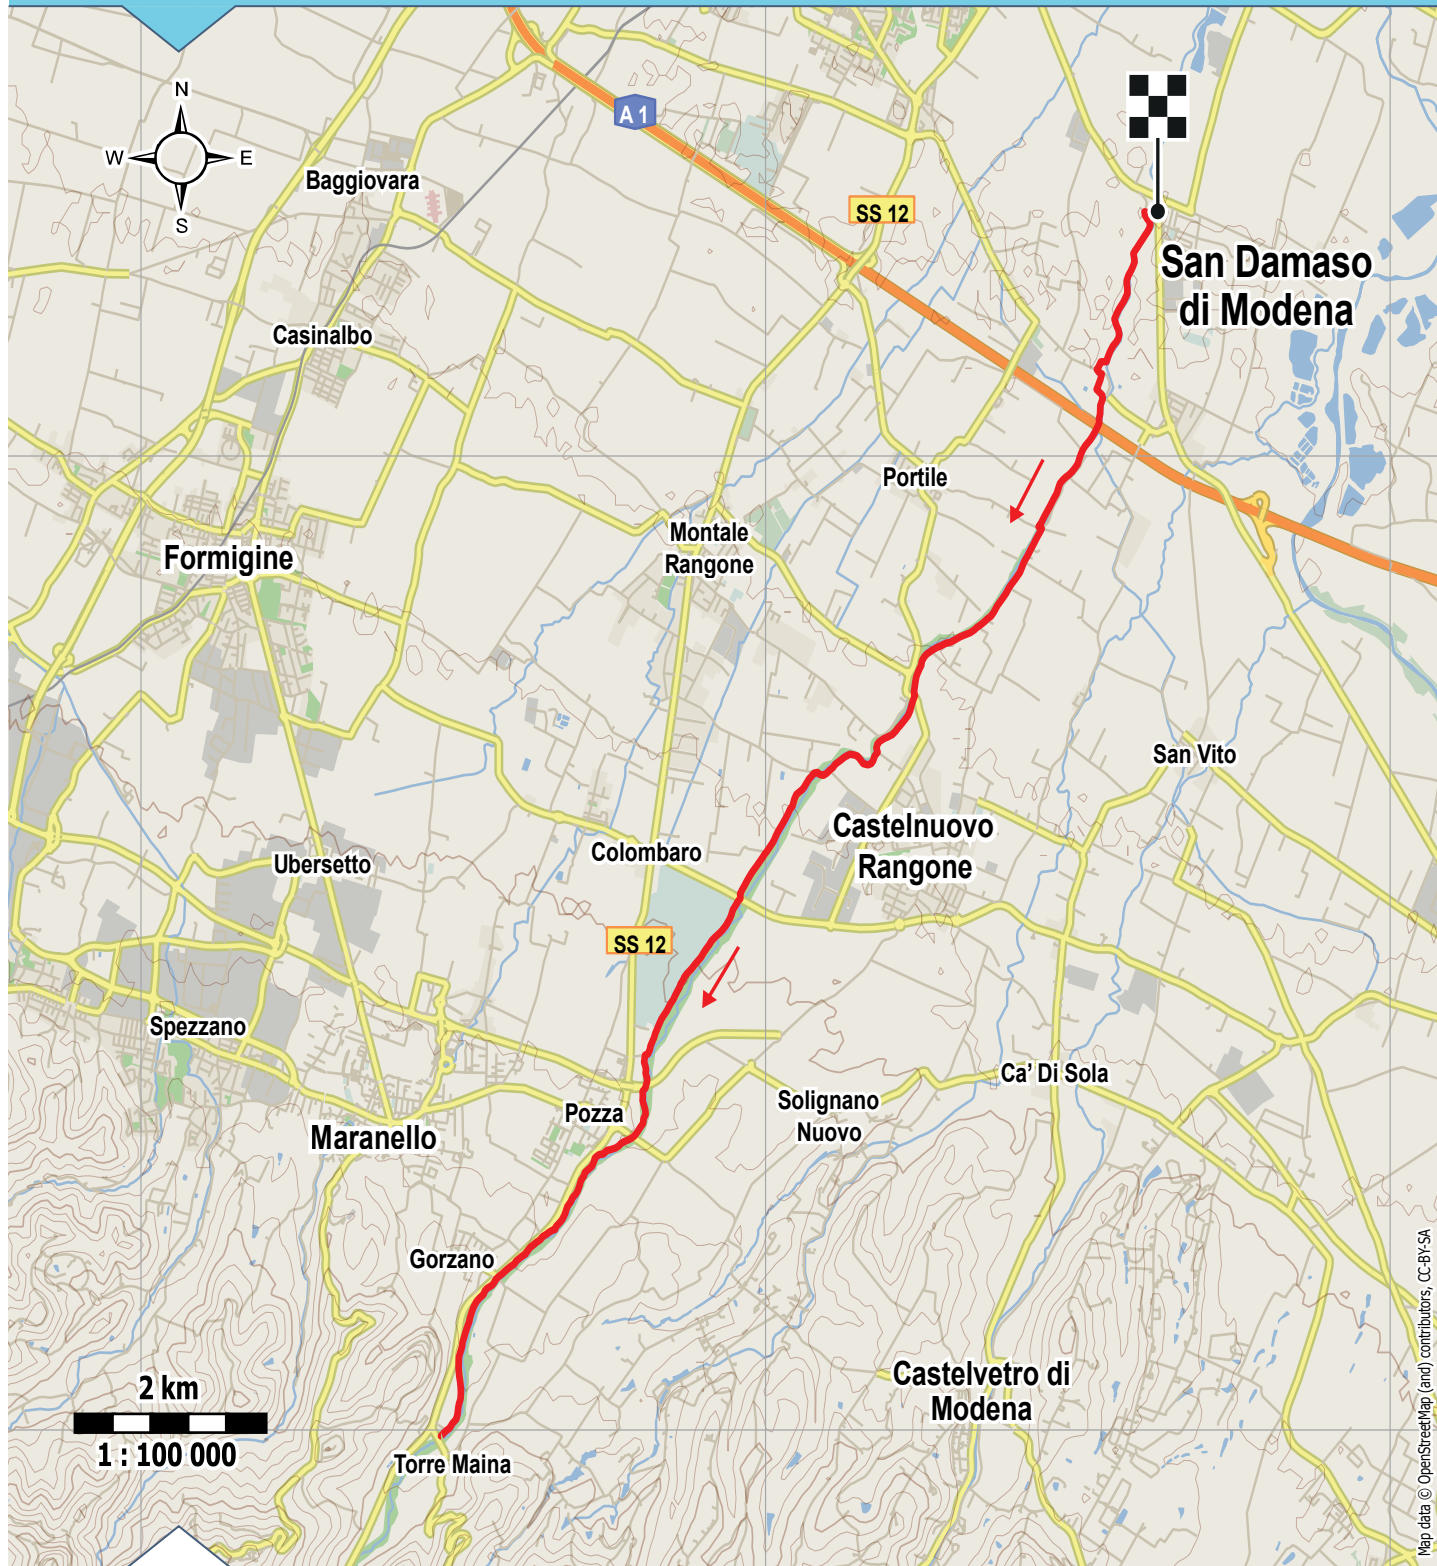 N
W
E
S
A 1
Baggiovara
SS 12
San Damaso
di Modena
Casinalbo
Portile
Montale
Rangone
Formigine
San Vito
Castelnuovo
Rangone
Colombaro
Ubersetto
SS 12
Spezzano
Ca' Di Sola
Solignano
Nuovo
Pozza
Maranello
Gorzano
Castelvetro di
Modena
2 km
1 : 100 000
Torre Maina
Map data © OpenStreetMap (and) contributors, CC-BY-SA